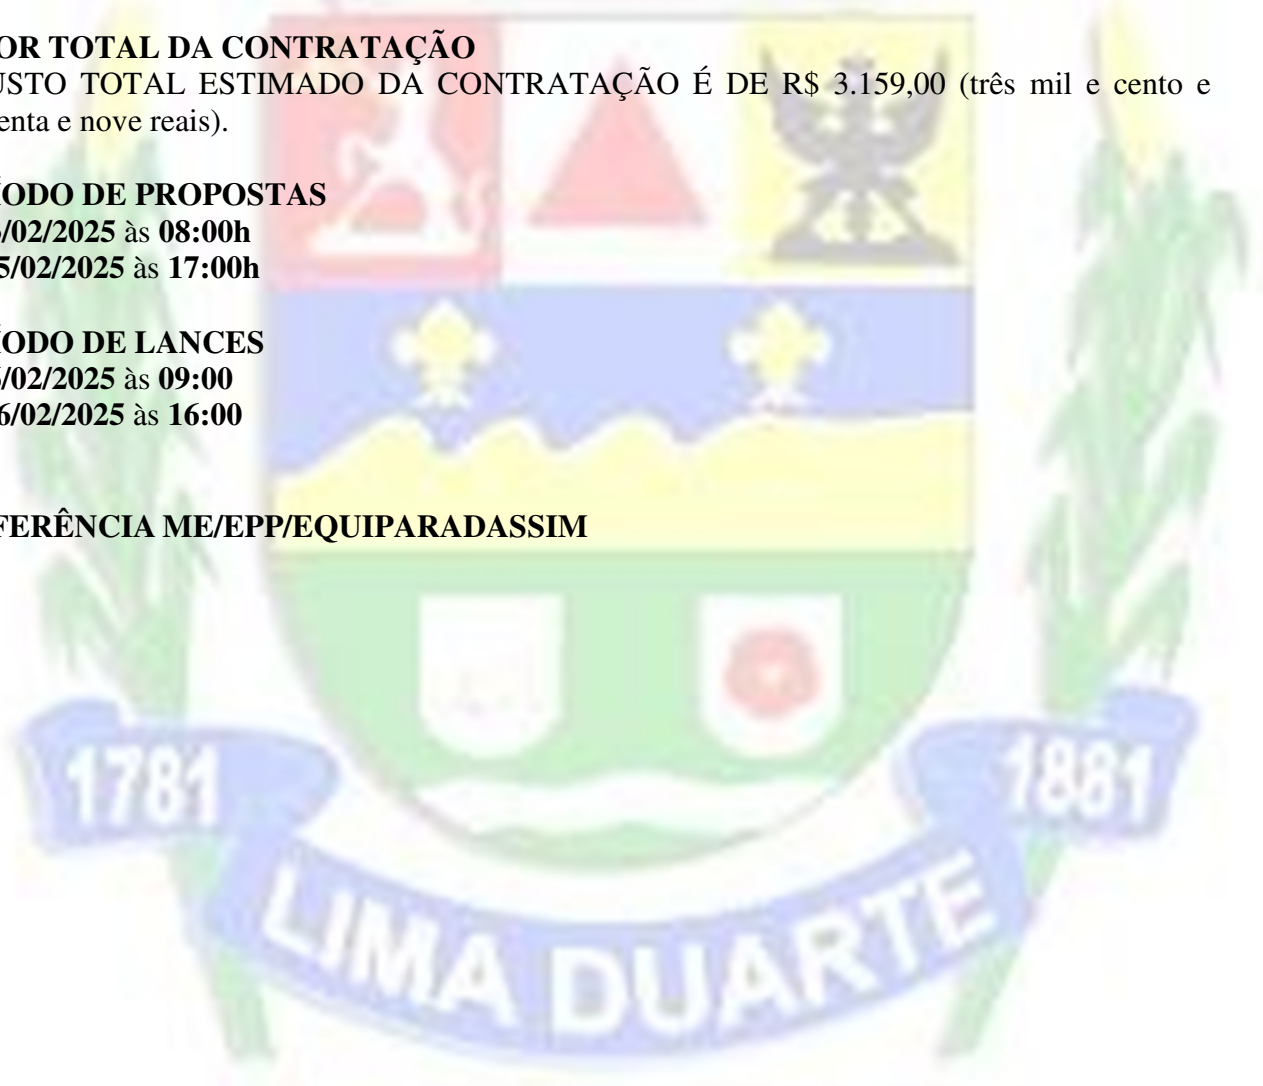 OR TOTAL DA CONTRATAÇÃO
USTO TOTAL ESTIMADO DA CONTRATAÇÃO É DE R$ 3.159,00 (três mil e cento e
enta e nove reais).
ÍODO DE PROPOSTAS
/02/2025 às 08:00h
5/02/2025 às 17:00h
ÍODO DE LANCES
/02/2025 às 09:00
6/02/2025 às 16:00
FERÊNCIA ME/EPP/EQUIPARADASSIM
1781
1881
LIMA DUARTE